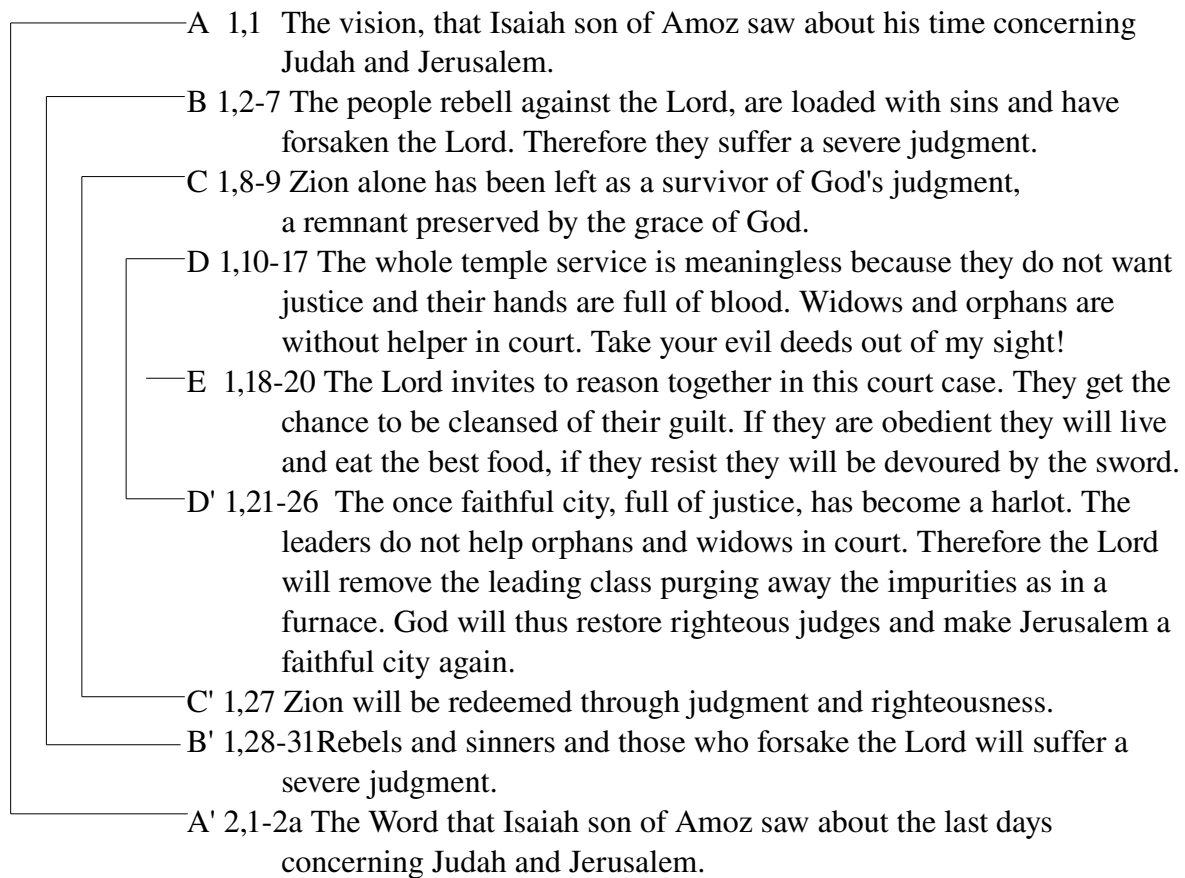 A 1,1 The vision, that Isaiah son of Amoz saw about his time concerning
Judah and Jerusalem.
B 1,2-7 The people rebell against the Lord, are loaded with sins and have
forsaken the Lord. Therefore they suffer a severe judgment.
C 1,8-9 Zion alone has been left as a survivor of God's judgment,
a remnant preserved by the grace of God.
D 1,10-17 The whole temple service is meaningless because they do not want
justice and their hands are full of blood. Widows and orphans are
without helper in court. Take your evil deeds out of my sight!
E 1,18-20 The Lord invites to reason together in this court case. They get the
chance to be cleansed of their guilt. If they are obedient they will live
and eat the best food, if they resist they will be devoured by the sword.
D' 1,21-26 The once faithful city, full of justice, has become a harlot. The
leaders do not help orphans and widows in court. Therefore the Lord
will remove the leading class purging away the impurities as in a
furnace. God will thus restore righteous judges and make Jerusalem a
faithful city again.
C' 1,27 Zion will be redeemed through judgment and righteousness.
B' 1,28-31Rebels and sinners and those who forsake the Lord will suffer a
severe judgment.
A' 2,1-2a The Word that Isaiah son of Amoz saw about the last days
concerning Judah and Jerusalem.